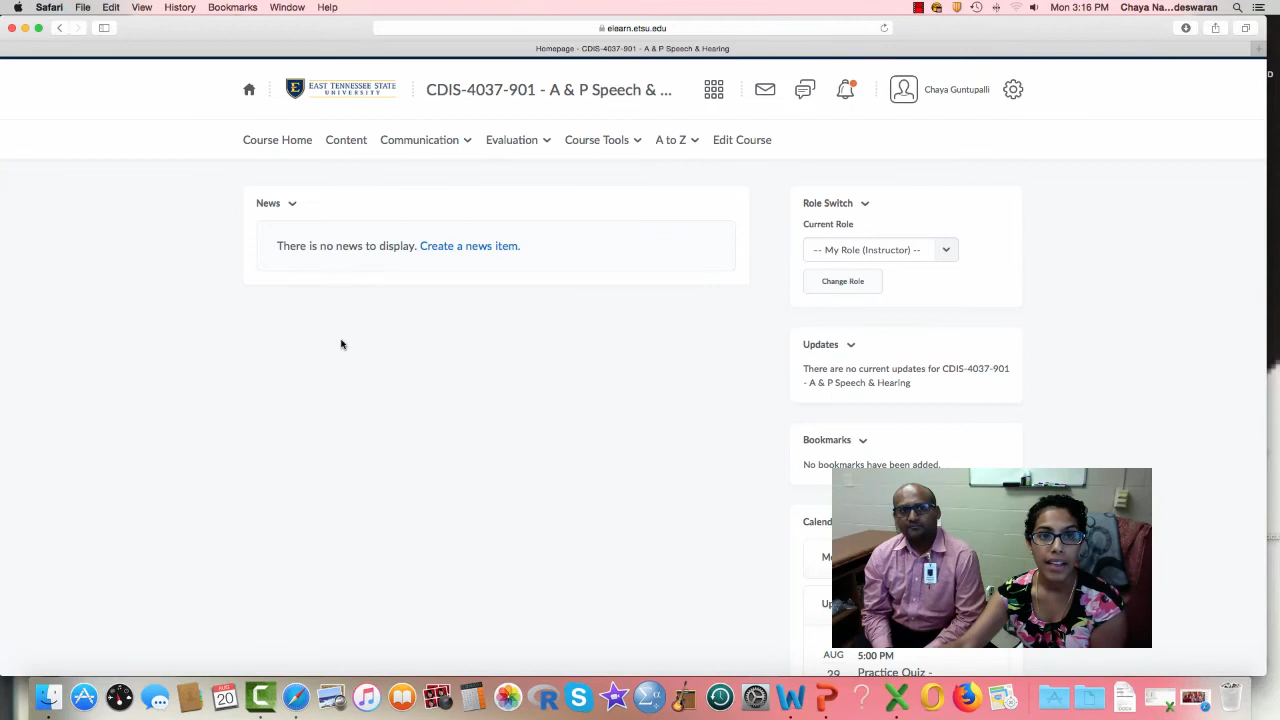 Safari File Edit View History Bookmarks Window Help Mon 3:16 PM Chaya Na...deswaran
elearn.etsu.edu
Homepage - CDIS-4037-901 - A & P Speech & Hearing
EAST TENNESSEE STATE
UNIVERSITY
CDIS-4037-901 - A & P Speech & ...
Chaya Guntupalli
Course Home Content Communication Evaluation Course Tools A to Z Edit Course
News
There is no news to display. Create a news item.
Role Switch
Current Role
-- My Role (Instructor) --
Change Role
Updates
There are no current updates for CDIS-4037-901
- A & P Speech & Hearing
Bookmarks
No bookmarks have been added.
Calend
Up
AUG 5:00 PM
29 Practice Quiz -
AUG
20